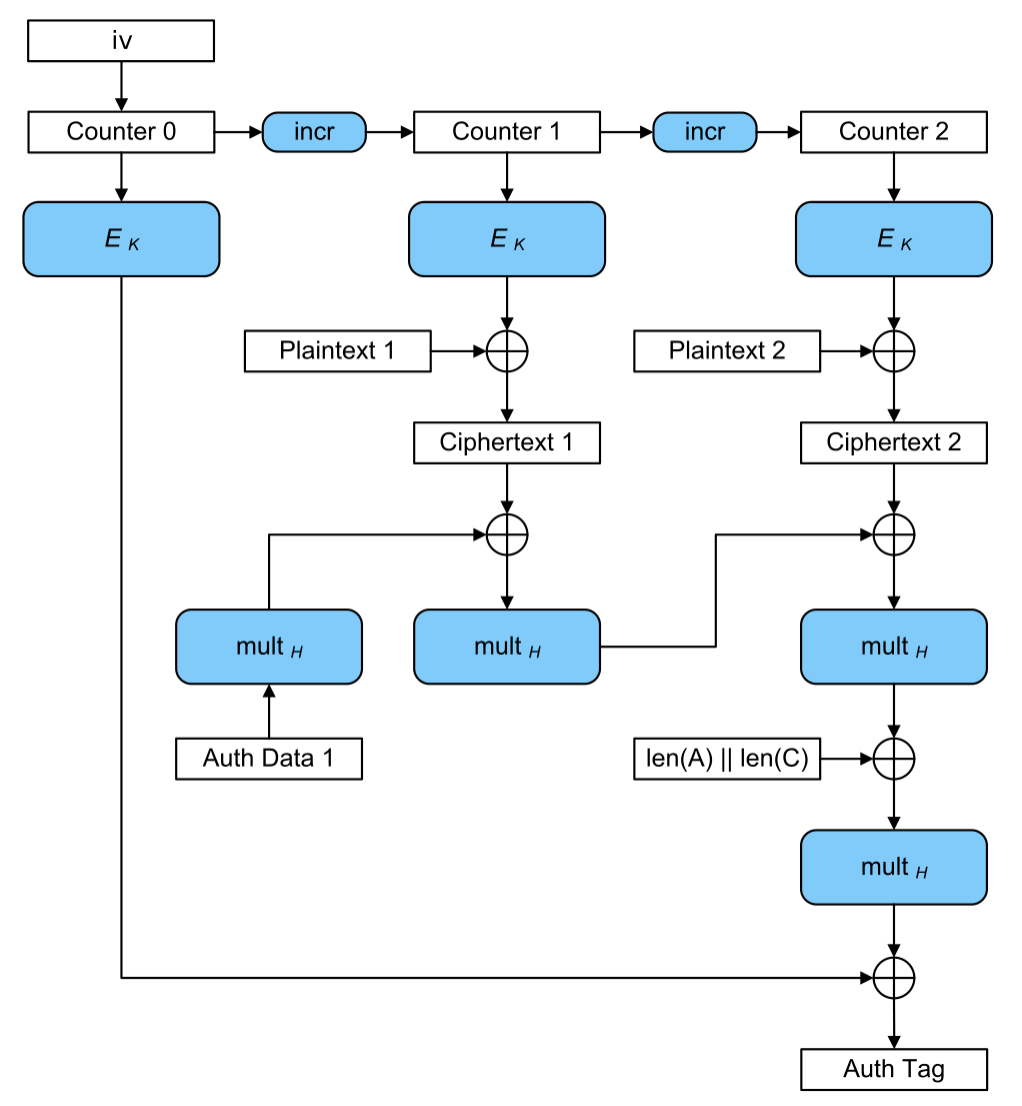 iv
Counter 0
incr
Counter 1
incr
Counter 2
E K
E K
E K
Plaintext 1
Plaintext 2
Ciphertext 1
Ciphertext 2
mult H
mult H
mult H
Auth Data 1
len(A) || len(C)
mult H
Auth Tag